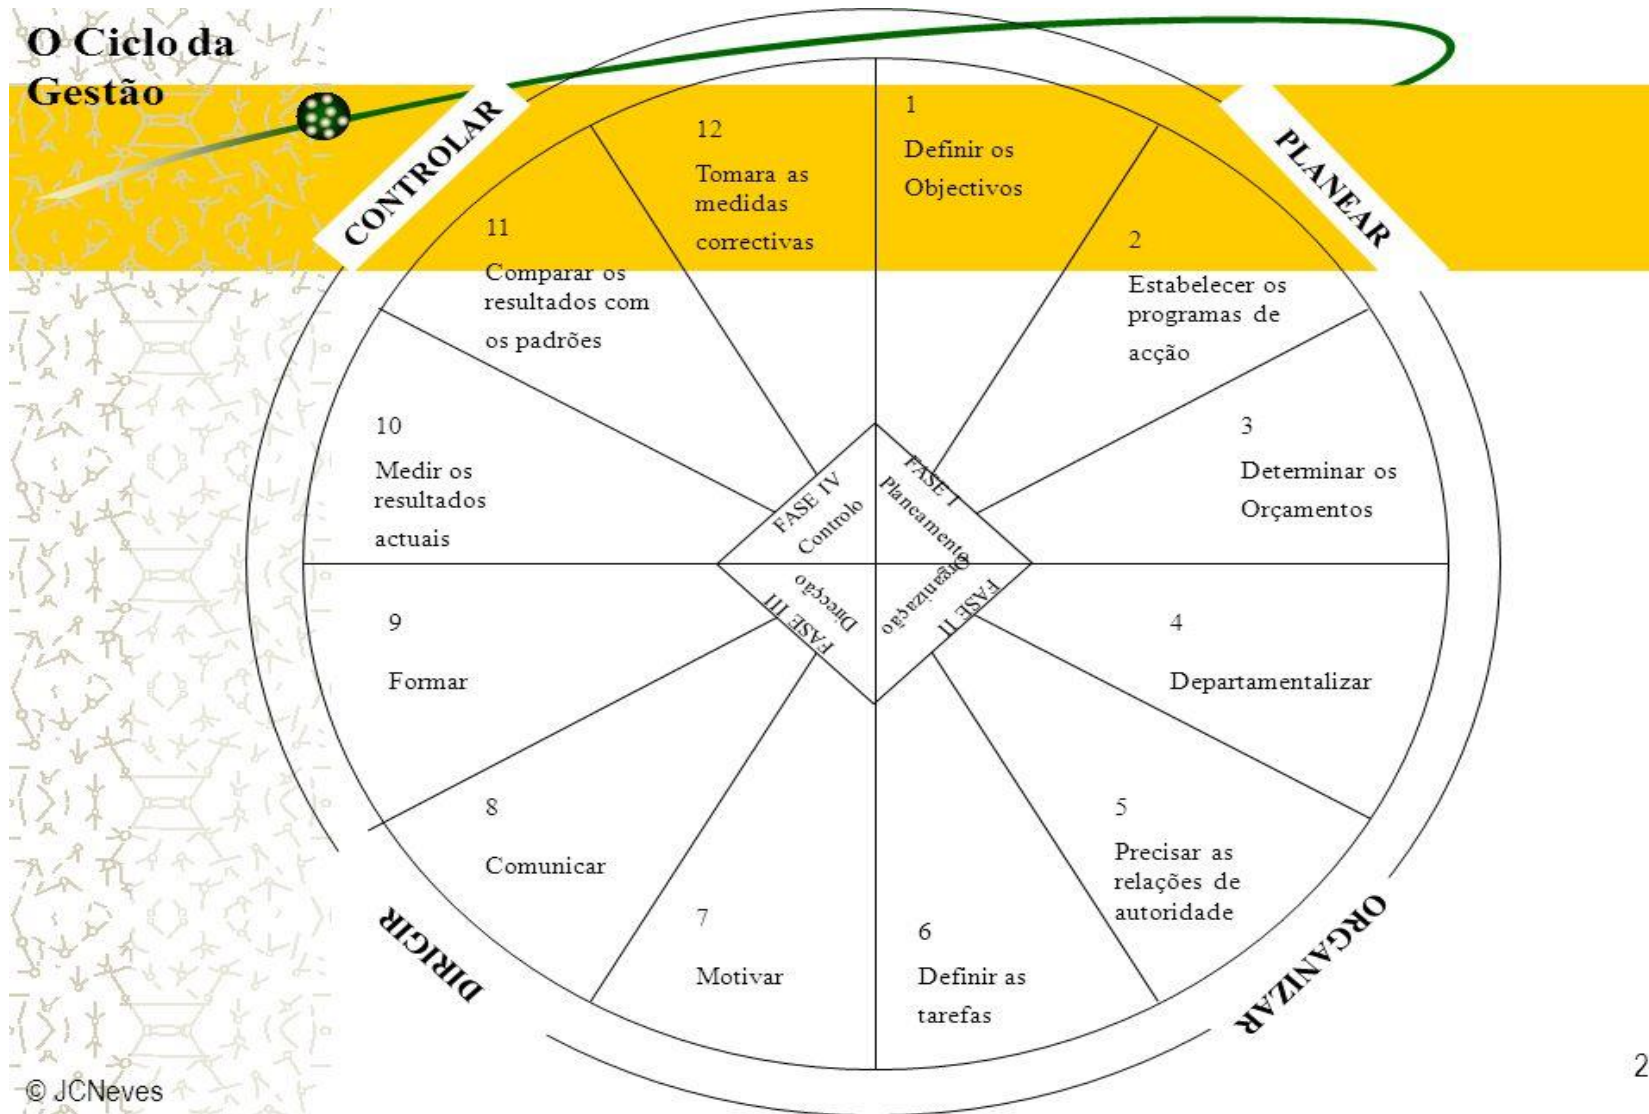 O Ciclo da
Gestão
CONTROLAR
PLANEAR
1
Definir os
Objectivos
2
Estabelecer os
programas de
acção
3
Determinar os
Orçamentos
4
Departamentalizar
5
Precisar as
relações de
autoridade
6
Definir as
tarefas
7
Motivar
8
Comunicar
9
Formar
10
Medir os
resultados
actuais
11
Comparar os
resultados com
os padrões
12
Tomara as
medidas
correctivas
FASE I
Planeamento
FASE II
Organização
FASE III
Direcção
FASE IV
Controlo
ORGANIZAR
DIRIGIR
© JCNeves
2